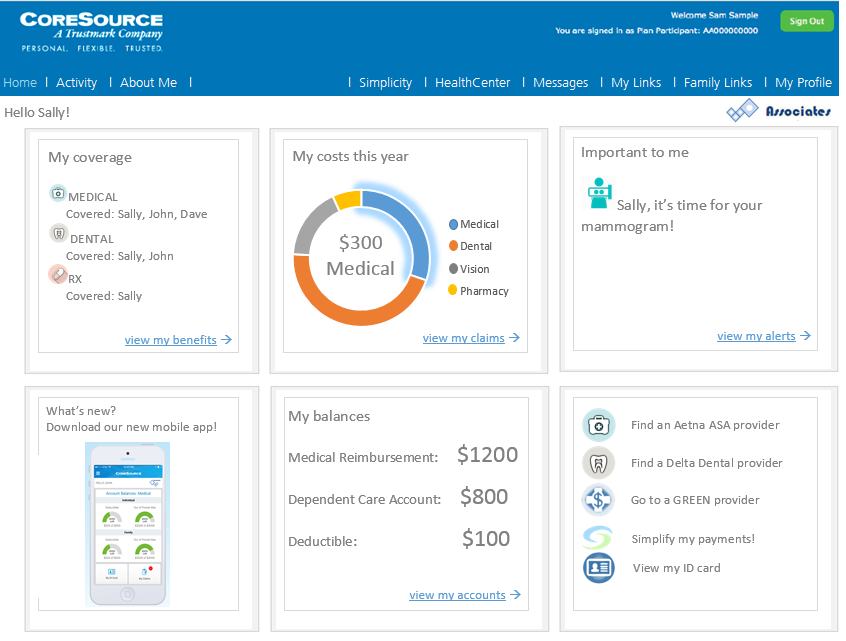 CORESOURCE
A Trustmark Company
PERSONAL. FLEXIBLE. TRUSTED.
Welcome Sam Sample
You are signed in as Plan Participant: AA000000000
Sign Out
Home | Activity | About Me | | Simplicity | HealthCenter | Messages | My Links | Family Links | My Profile
Hello Sally!
Associates
My coverage
MEDICAL
Covered: Sally, John, Dave
DENTAL
Covered: Sally, John
RX
Covered: Sally
view my benefits →
My costs this year
$300
Medical
Medical
Dental
Vision
Pharmacy
view my claims →
Important to me
Sally, it's time for your
mammogram!
view my alerts →
What's new?
Download our new mobile app!
CORESOURCE
Account Balances: Medical
Individual
Family
My balances
Medical Reimbursement: $1200
Dependent Care Account: $800
Deductible: $100
view my accounts →
Find an Aetna ASA provider
Find a Delta Dental provider
Go to a GREEN provider
Simplify my payments!
View my ID card